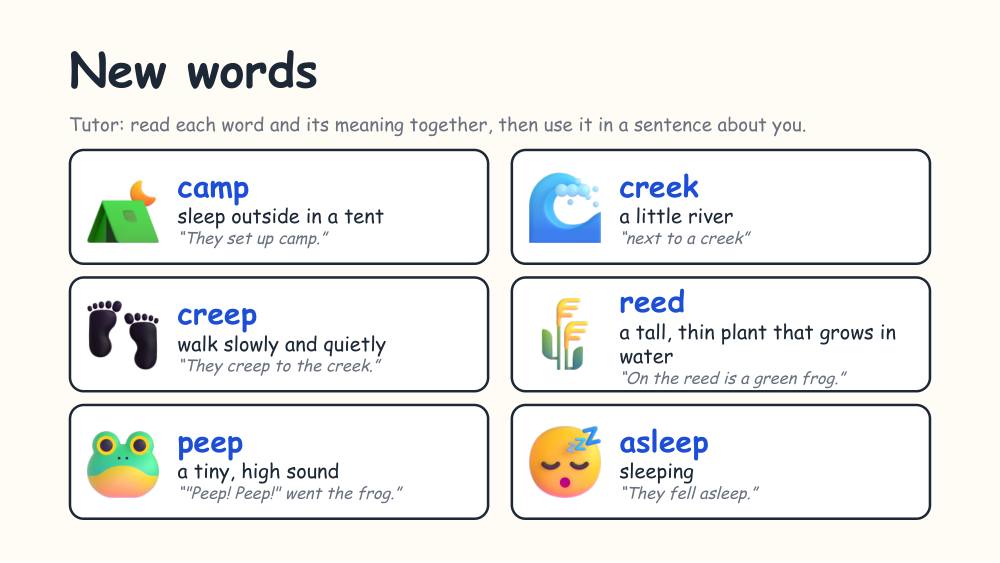 New words
Tutor: read each word and its meaning together, then use it in a sentence about you.
camp
sleep outside in a tent
“They set up camp.”
creek
a little river
“next to a creek”
creep
walk slowly and quietly
“They creep to the creek.”
reed
a tall, thin plant that grows in
water
“On the reed is a green frog.”
peep
a tiny, high sound
“"Peep! Peep!" went the frog.”
asleep
sleeping
“They fell asleep.”